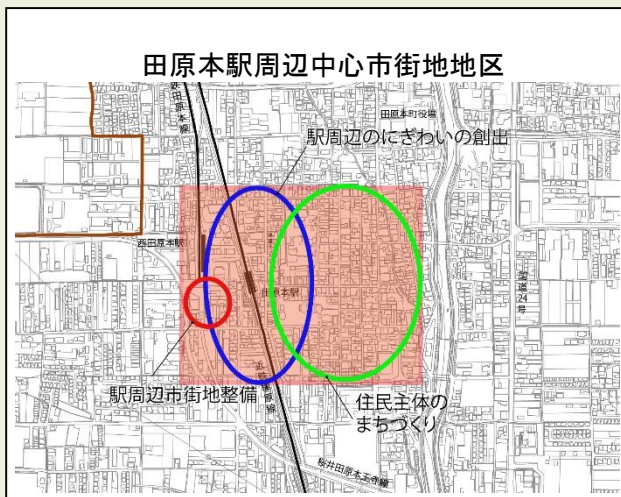 田原本駅周辺中心市街地地区
田原本町役場
駅周辺のにぎわいの創出
西田原本駅
田原本駅
国道24号
駅周辺市街地整備
住民主体の
まちづくり
桜井田原本王寺線